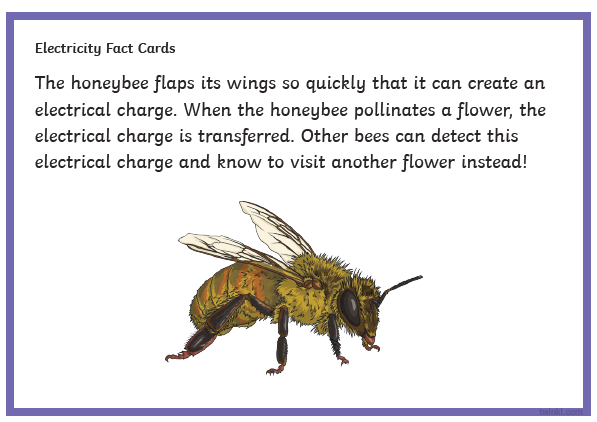 Electricity Fact Cards
The honeybee flaps its wings so quickly that it can create an
electrical charge. When the honeybee pollinates a flower, the
electrical charge is transferred. Other bees can detect this
electrical charge and know to visit another flower instead!
twinkl.com